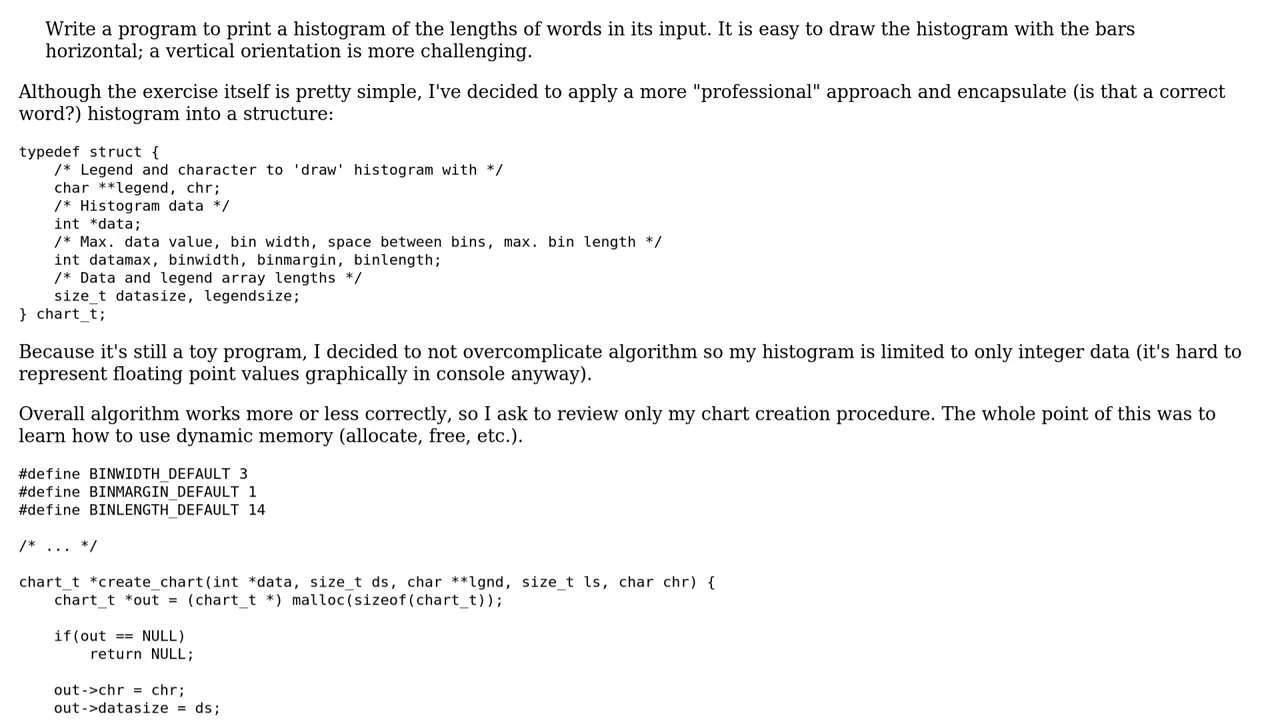 Write a program to print a histogram of the lengths of words in its input. It is easy to draw the histogram with the bars
horizontal; a vertical orientation is more challenging.
Although the exercise itself is pretty simple, I've decided to apply a more "professional" approach and encapsulate (is that a correct
word?) histogram into a structure:
typedef struct {
    /* Legend and character to 'draw' histogram with */
    char **legend, chr;
    /* Histogram data */
    int *data;
    /* Max. data value, bin width, space between bins, max. bin length */
    int datamax, binwidth, binmargin, binlength;
    /* Data and legend array lengths */
    size_t datasize, legendsize;
} chart_t;
Because it's still a toy program, I decided to not overcomplicate algorithm so my histogram is limited to only integer data (it's hard to
represent floating point values graphically in console anyway).
Overall algorithm works more or less correctly, so I ask to review only my chart creation procedure. The whole point of this was to
learn how to use dynamic memory (allocate, free, etc.).
#define BINWIDTH_DEFAULT 3
#define BINMARGIN_DEFAULT 1
#define BINLENGTH_DEFAULT 14
/* ... */
chart_t *create_chart(int *data, size_t ds, char **lgnd, size_t ls, char chr) {
    chart_t *out = (chart_t *) malloc(sizeof(chart_t));
    if(out == NULL)
        return NULL;
    out->chr = chr;
    out->datasize = ds;